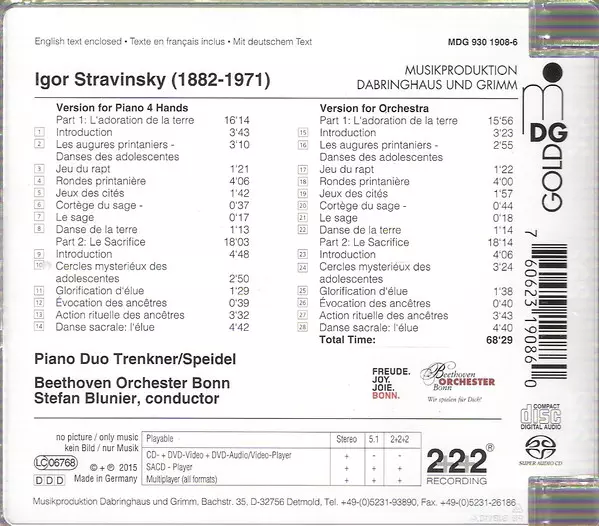 English text enclosed • Texte en français inclus • Mit deutschem Text
MDG 930 1908-6
Igor Stravinsky (1882-1971)
MUSIKPRODUKTION
DABRINGHAUS UND GRIMM
Version for Piano 4 Hands
Part 1: L'adoration de la terre 16'14
1 Introduction 3'43
2 Les augures printaniers - 3'10
Danses des adolescentes
3 Jeu du rapt 1'21
4 Rondes printanière 4'06
5 Jeux des cités 1'42
6 Cortège du sage - 0'37
7 Le sage 0'17
8 Danse de la terre 1'13
Part 2: Le Sacrifice 18'03
9 Introduction 4'48
10 Cercles mysteriéux des
adolescentes 2'50
11 Glorification d'élue 1'29
12 Évocation des ancêtres 0'39
13 Action rituelle des ancêtres 3'32
14 Danse sacrale: l'élue 4'42
Version for Orchestra
Part 1: L'adoration de la terre 15'56
15 Introduction 3'23
16 Les augures printaniers - 2'55
Danses des adolescentes
17 Jeu du rapt 1'22
18 Rondes printanière 4'00
19 Jeux des cités 1'57
20 Cortège du sage - 0'44
21 Le sage 0'18
22 Danse de la terre 1'14
Part 2: Le Sacrifice 18'14
23 Introduction 4'06
24 Cercles mysteriéux des 3'24
adolescentes
25 Glorification d'élue 1'38
26 Évocation des ancêtres 0'40
27 Action rituelle des ancêtres 3'43
28 Danse sacrale: l'élue 4'40
Total Time: 68'29
DG
GOLD
7 60623 19086 0
Piano Duo Trenkner/Speidel
Beethoven Orchester Bonn
Stefan Blunier, conductor
FREUDE.
JOY.
JOIE.
BONN.
Beethoven
ORCHESTER
Bonn
Wir spielen für Dich!
COMPACT
disc
DIGITAL AUDIO
SUPER AUDIO CD
no picture / only music
kein Bild / nur Musik
LC 06768
© + ℗ 2015
DDD
Made in Germany
Playable Stereo 5.1 2+2+2
CD- + DVD-Video + DVD-Audio/Video-Player + - -
SACD - Player + - +
Multiplayer (all formats) + - +
222®
RECORDING
Musikproduktion Dabringhaus und Grimm, Bachstr. 35, D-32756 Detmold, Tel. +49-(0)5231-93890, Fax +49-(0)5231-26186